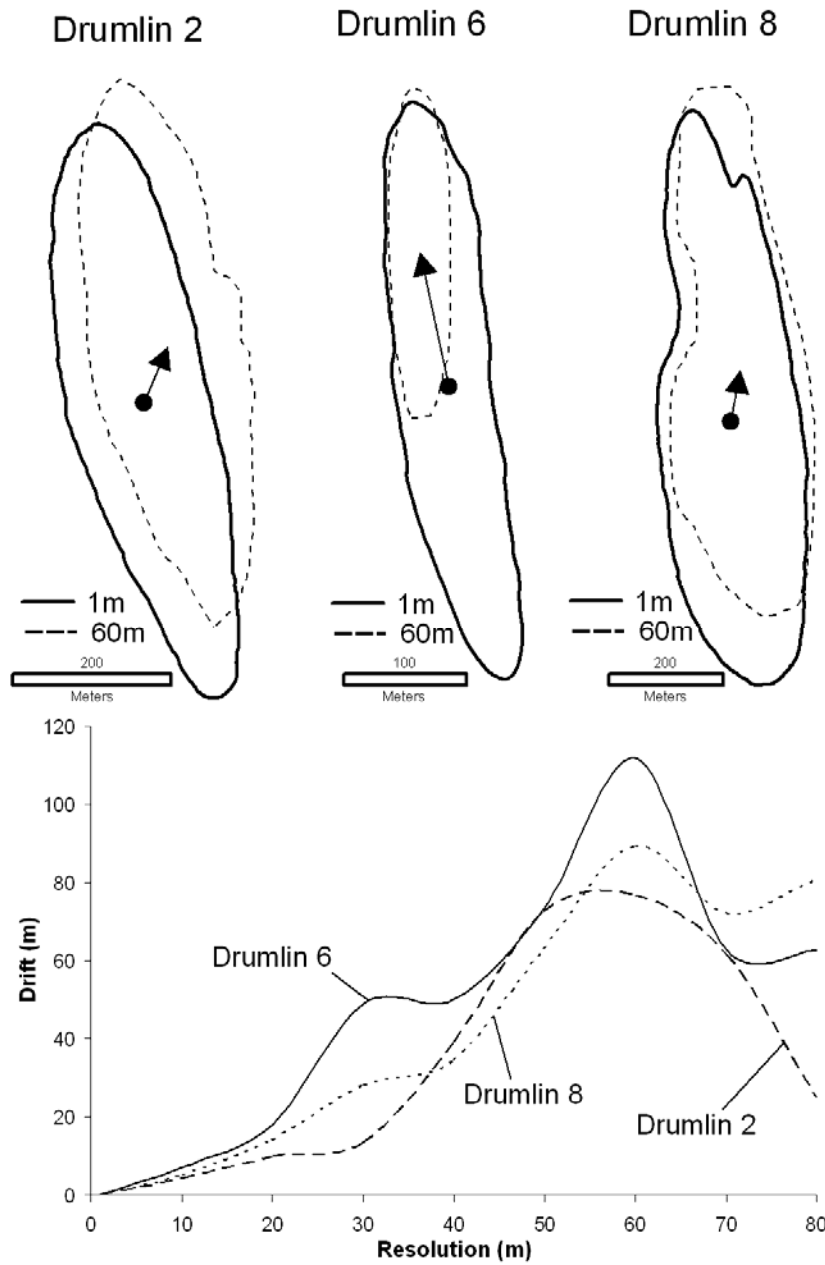 Drumlin 2
Drumlin 6
Drumlin 8
1m
60m
200
Meters
1m
60m
100
Meters
1m
60m
200
Meters
120
100
80
60
40
20
0
Drift (m)
Drumlin 6
Drumlin 8
Drumlin 2
0 10 20 30 40 50 60 70 80
Resolution (m)